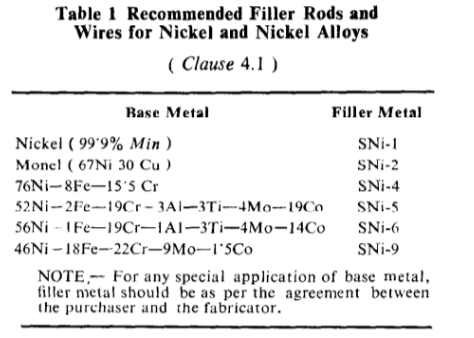 Table 1 Recommended Filler Rods and
Wires for Nickel and Nickel Alloys
( Clause 4.1 )
Base Metal Filler Metal
Nickel ( 99·9% Min ) SNi-1
Monel ( 67Ni 30 Cu ) SNi-2
76Ni—8Fe—15·5 Cr SNi-4
52Ni—2Fe—19Cr – 3Al—3Ti—4Mo—19Co SNi-5
56Ni – 1Fe—19Cr—1Al—3Ti—4Mo—14Co SNi-6
46Ni – 18Fe—22Cr—9Mo—1·5Co SNi-9
NOTE — For any special application of base metal,
filler metal should be as per the agreement between
the purchaser and the fabricator.